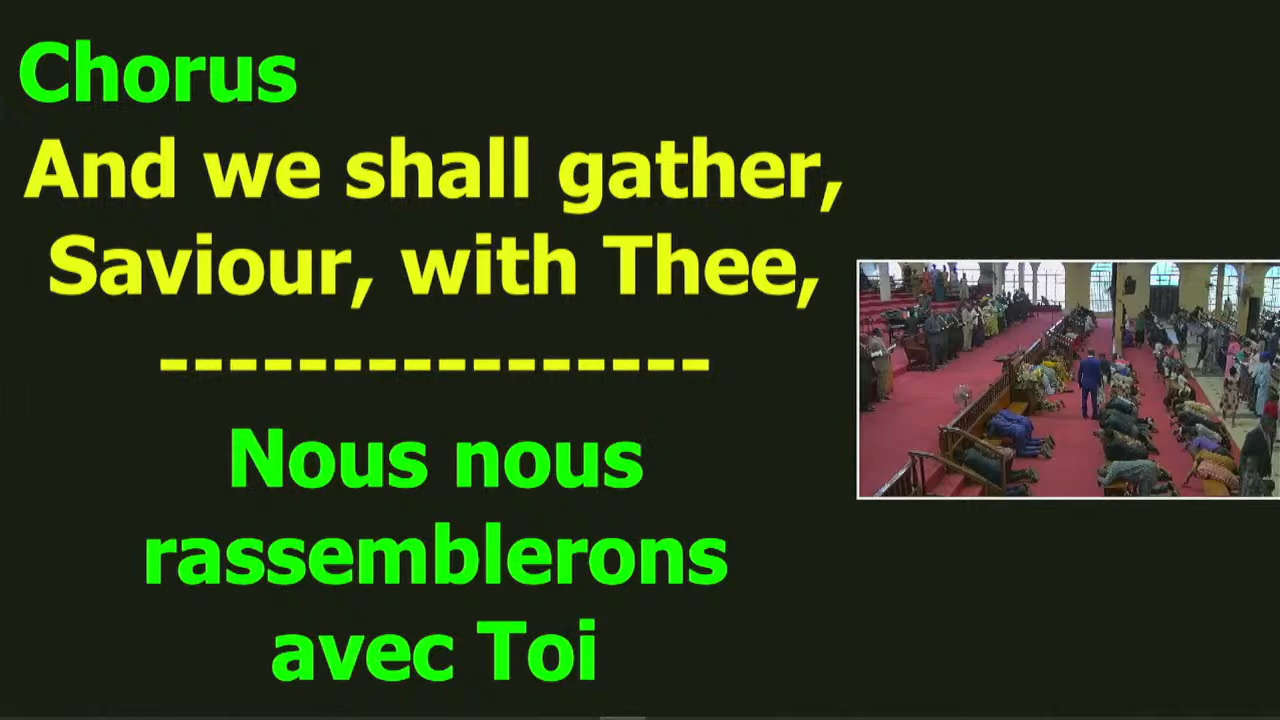 Chorus
And we shall gather,
Saviour, with Thee,
----------------
Nous nous
rassemblerons
avec Toi